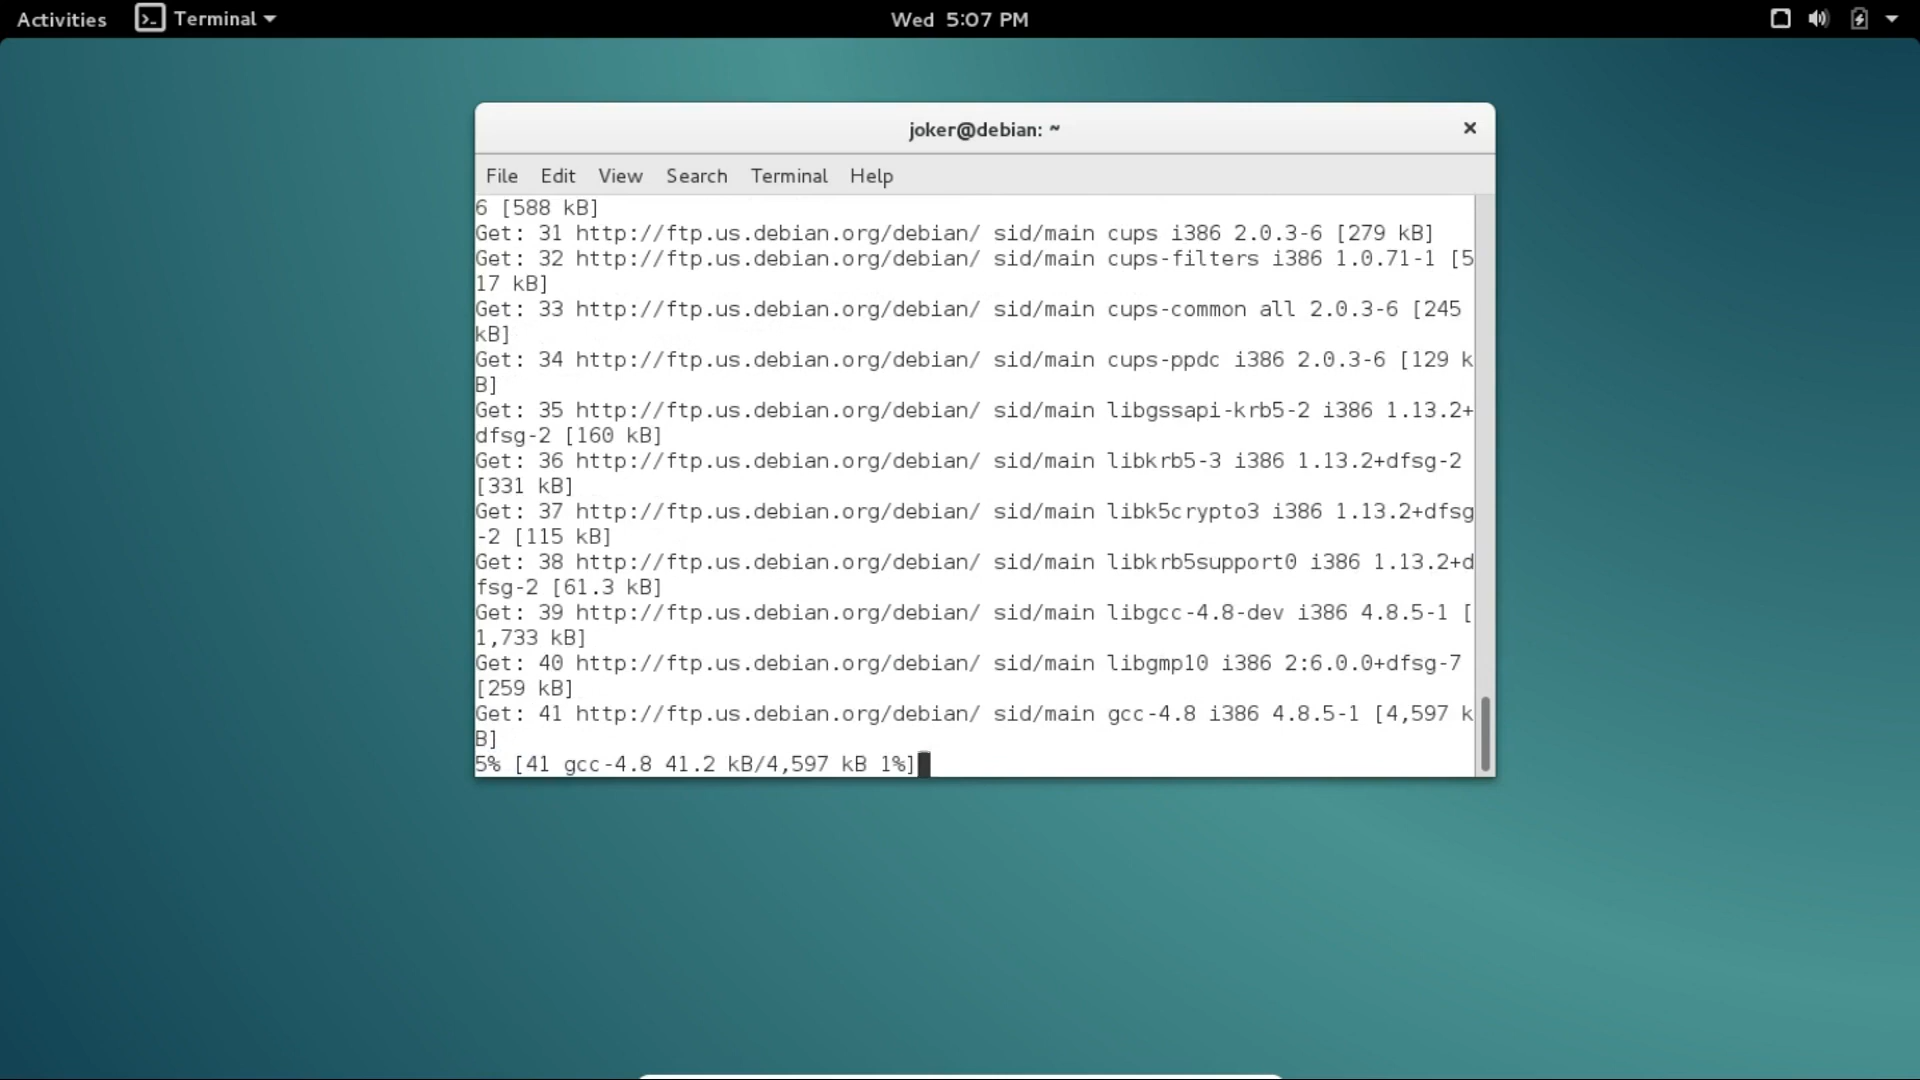 Activities Terminal Wed 5:07 PM
joker@debian: ~
File Edit View Search Terminal Help
6 [588 kB]
Get: 31 http://ftp.us.debian.org/debian/ sid/main cups i386 2.0.3-6 [279 kB]
Get: 32 http://ftp.us.debian.org/debian/ sid/main cups-filters i386 1.0.71-1 [5
17 kB]
Get: 33 http://ftp.us.debian.org/debian/ sid/main cups-common all 2.0.3-6 [245
kB]
Get: 34 http://ftp.us.debian.org/debian/ sid/main cups-ppdc i386 2.0.3-6 [129 k
B]
Get: 35 http://ftp.us.debian.org/debian/ sid/main libgssapi-krb5-2 i386 1.13.2+
dfsg-2 [160 kB]
Get: 36 http://ftp.us.debian.org/debian/ sid/main libkrb5-3 i386 1.13.2+dfsg-2
[331 kB]
Get: 37 http://ftp.us.debian.org/debian/ sid/main libk5crypto3 i386 1.13.2+dfsg
-2 [115 kB]
Get: 38 http://ftp.us.debian.org/debian/ sid/main libkrb5support0 i386 1.13.2+d
fsg-2 [61.3 kB]
Get: 39 http://ftp.us.debian.org/debian/ sid/main libgcc-4.8-dev i386 4.8.5-1 [
1,733 kB]
Get: 40 http://ftp.us.debian.org/debian/ sid/main libgmp10 i386 2:6.0.0+dfsg-7
[259 kB]
Get: 41 http://ftp.us.debian.org/debian/ sid/main gcc-4.8 i386 4.8.5-1 [4,597 k
B]
5% [41 gcc-4.8 41.2 kB/4,597 kB 1%]